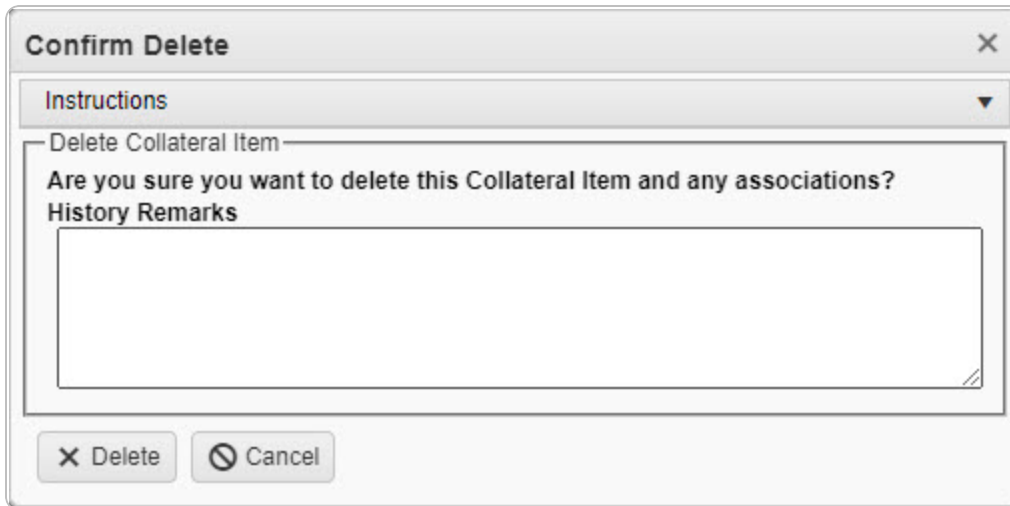 Confirm Delete
Instructions
Delete Collateral Item
Are you sure you want to delete this Collateral Item and any associations?
History Remarks
Delete
Cancel